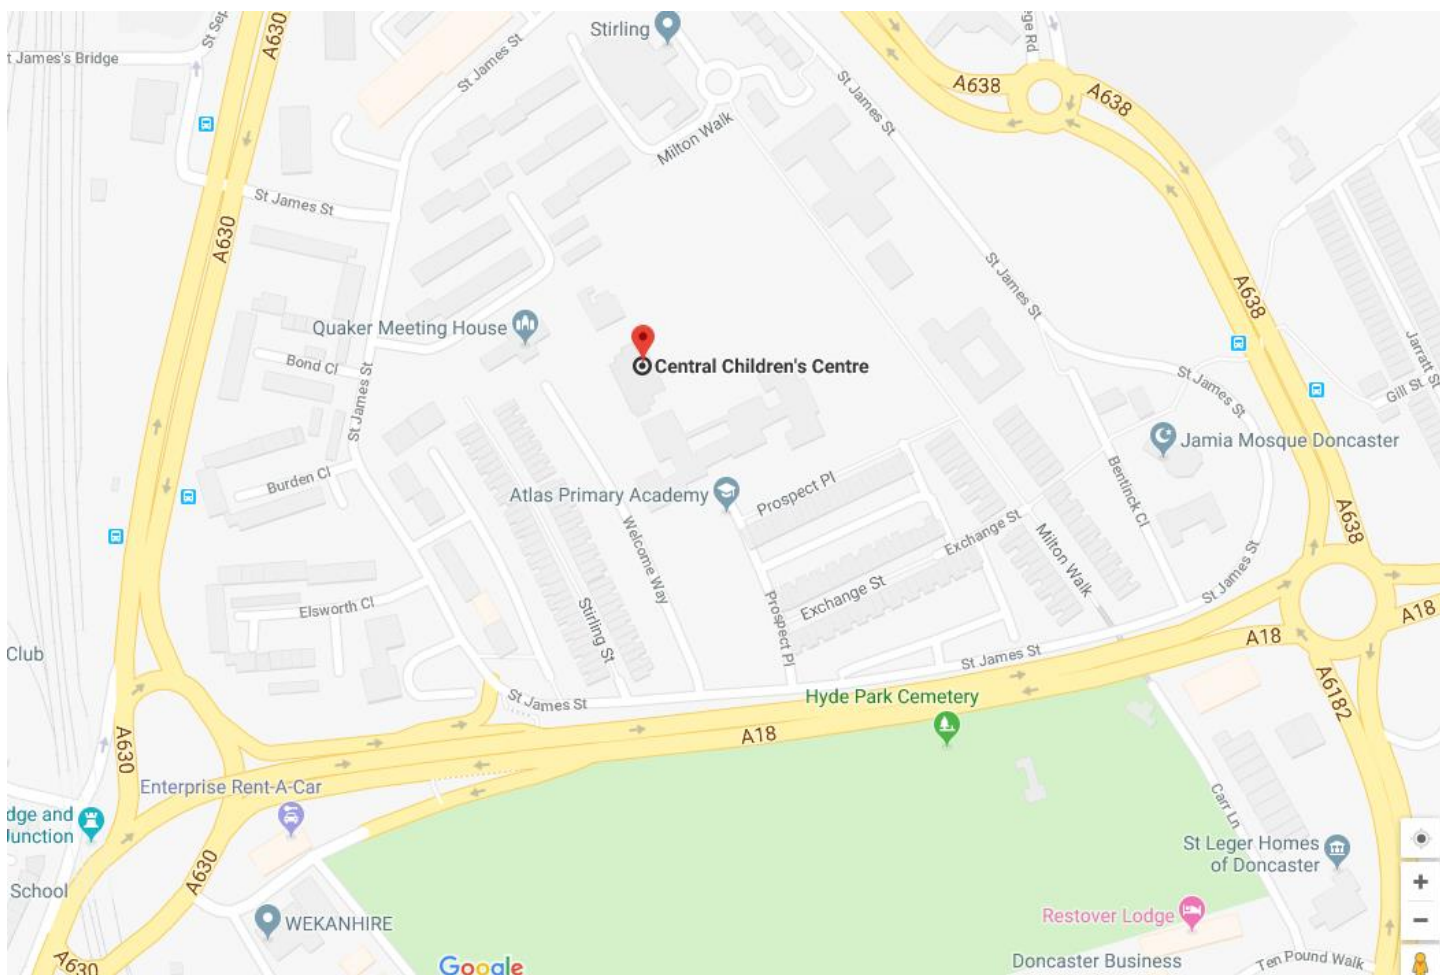 A630
St Sep
Stirling
ege Rd
t James's Bridge
St James St
St James St
A638
A638
Milton Walk
St James St
A630
St James St
A638
Quaker Meeting House
Bond Cl
St James St
Central Children's Centre
St James St
Jarratt St
Gill St
Jamia Mosque Doncaster
Burden Cl
Bentinck Cl
Atlas Primary Academy
Prospect Pl
Exchange St
A638
Welcome Way
Milton Walk
Elsworth Cl
Stirling St
Prospect Pl
Exchange St
St James St
A18
A18
Club
St James St
St James St
Hyde Park Cemetery
A6182
A630
A18
Enterprise Rent-A-Car
dge and
Junction
Carr Ln
St Leger Homes
of Doncaster
School
A630
WEKANHIRE
Restover Lodge
A630
Google
Doncaster Business
Ten Pound Walk